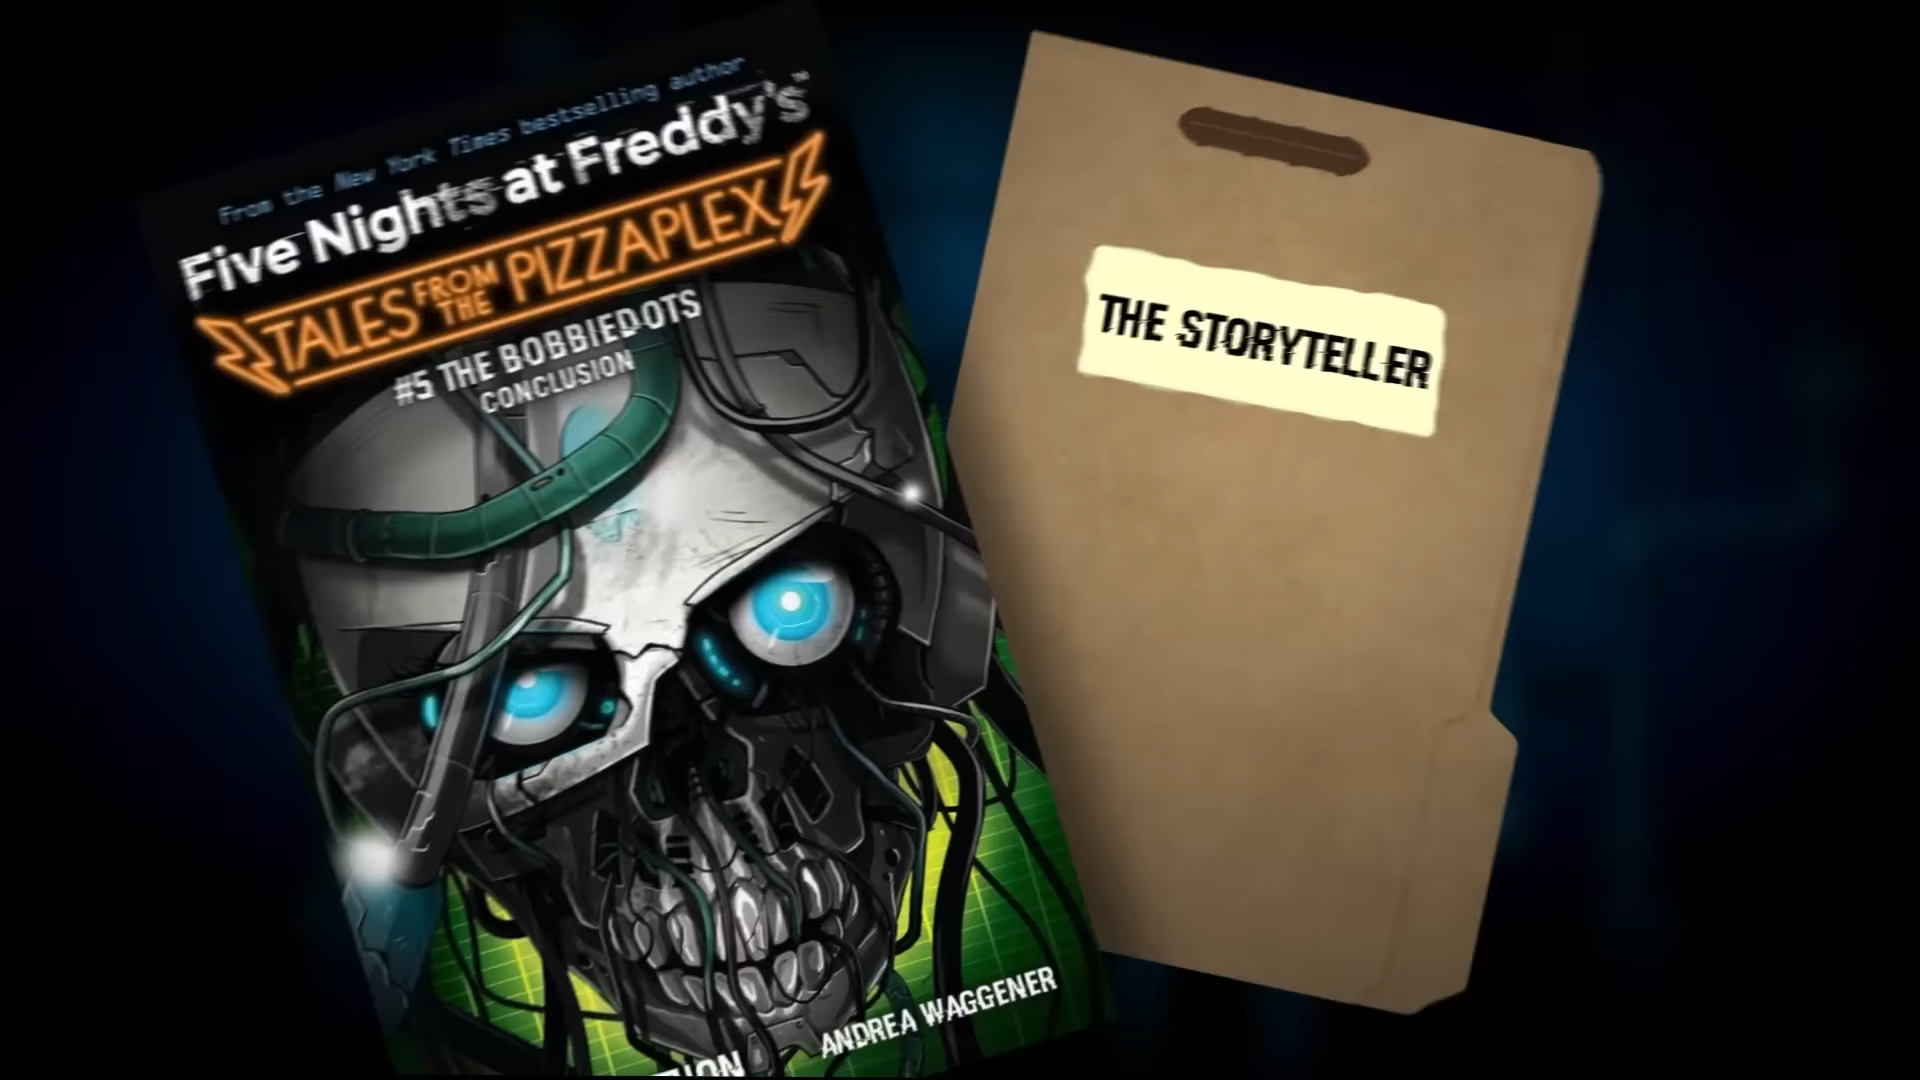 From the New York Times bestselling author
Five Nights at Freddy's™
TALES FROM THE PIZZAPLEX
#5 THE BOBBIEDOTS
CONCLUSION
ANDREA WAGGENER
THE STORYTELLER